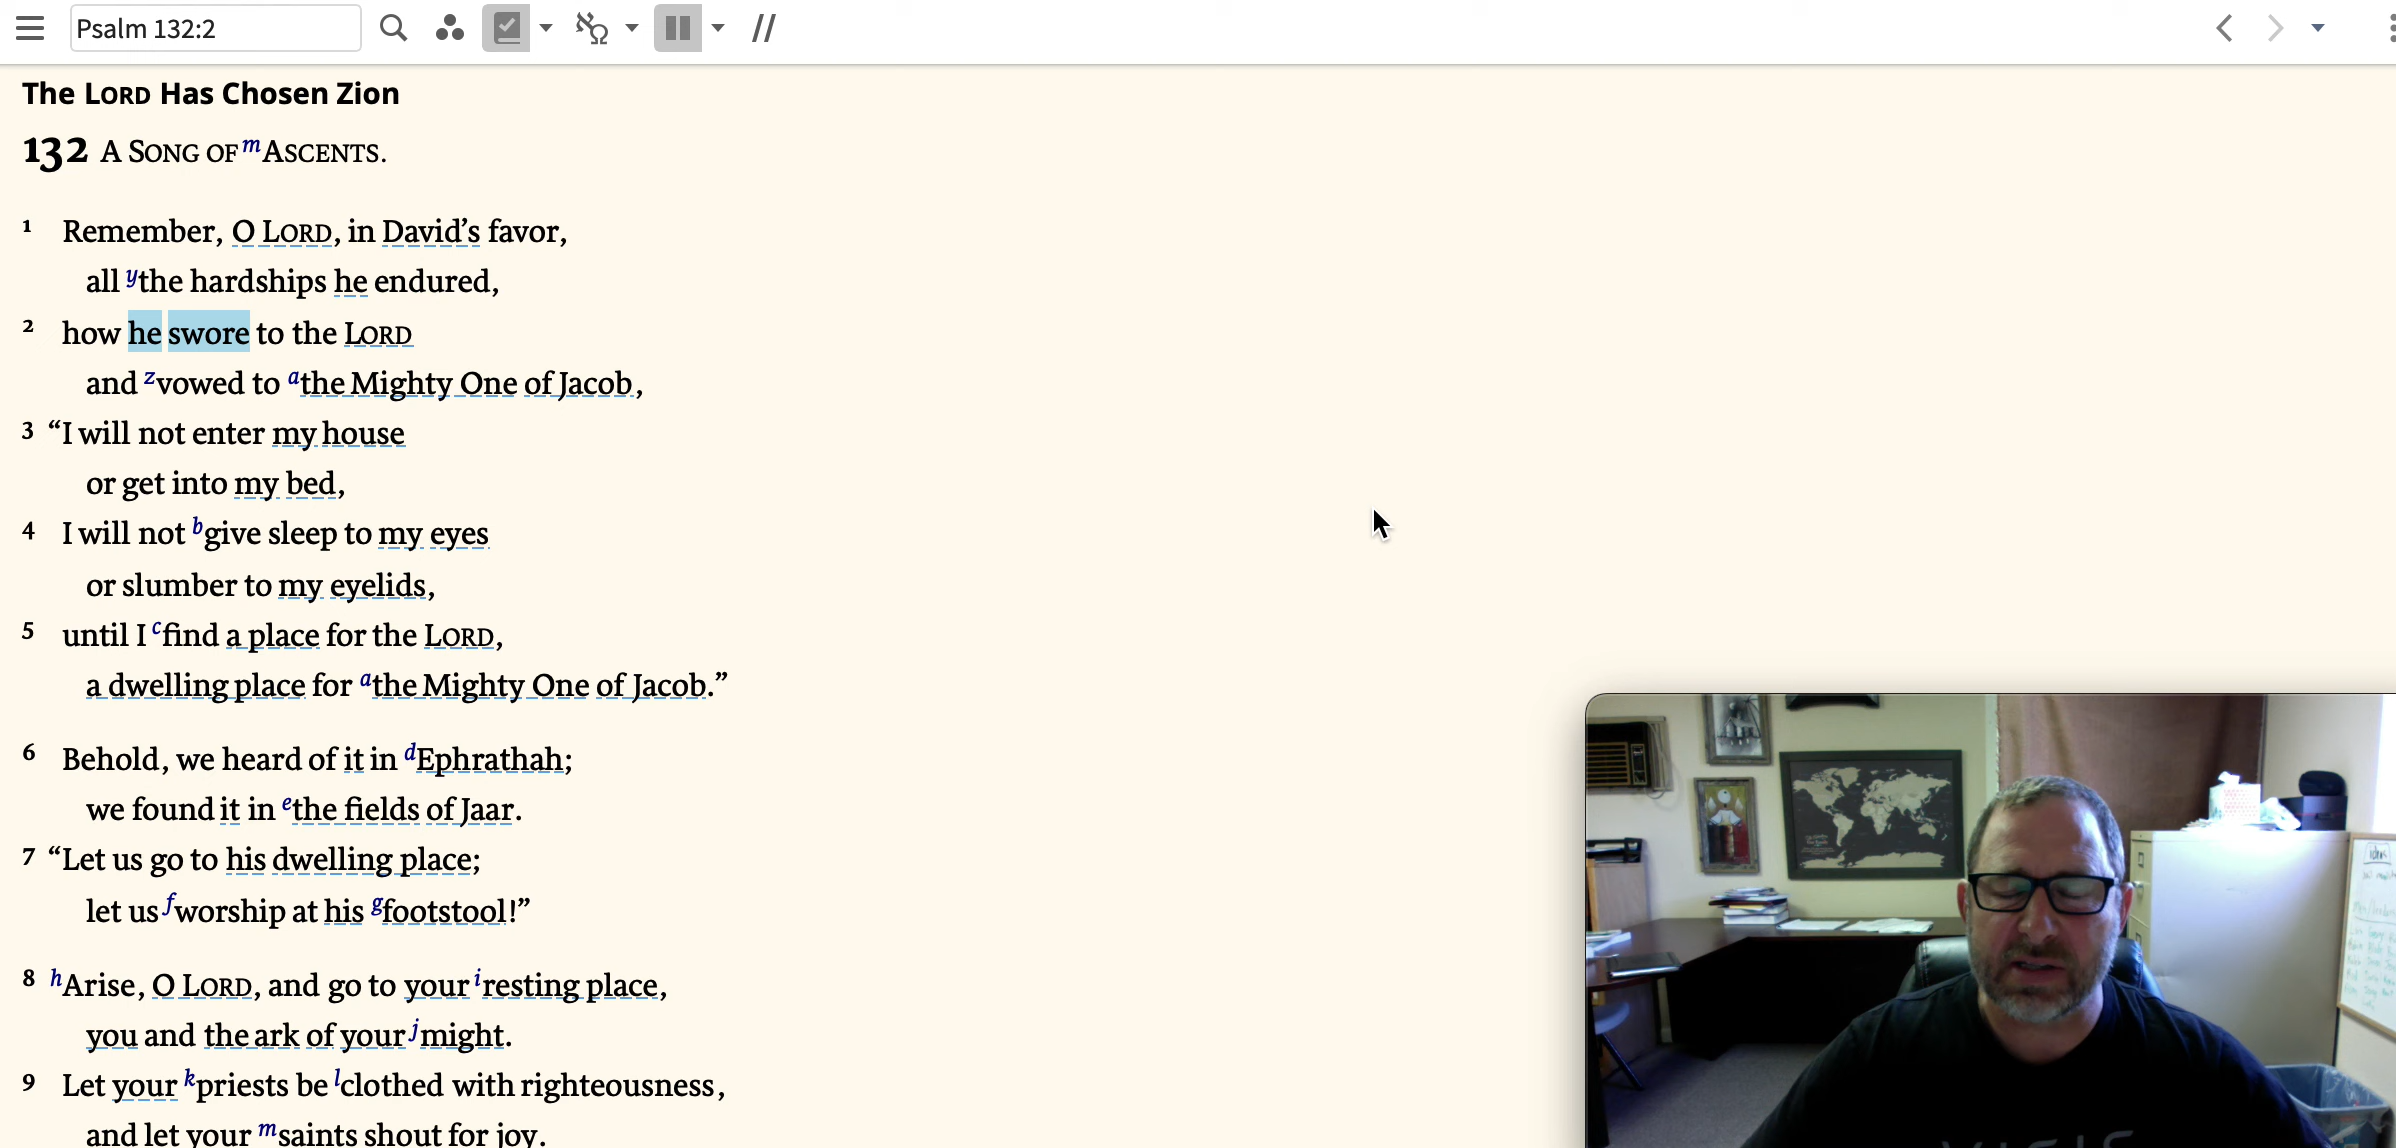 Psalm 132:2
The LORD Has Chosen Zion
132 A SONG OF mASCENTS.
1 Remember, O LORD, in David’s favor,
all ythe hardships he endured,
2 how he swore to the LORD
and zvowed to athe Mighty One of Jacob,
3 “I will not enter my house
or get into my bed,
4 I will not bgive sleep to my eyes
or slumber to my eyelids,
5 until I cfind a place for the LORD,
a dwelling place for athe Mighty One of Jacob.”
6 Behold, we heard of it in dEphrathah;
we found it in ethe fields of Jaar.
7 “Let us go to his dwelling place;
let us fworship at his gfootstool!”
8 hArise, O LORD, and go to your iresting place,
you and the ark of your jmight.
9 Let your kpriests be lclothed with righteousness,
and let your msaints shout for joy.